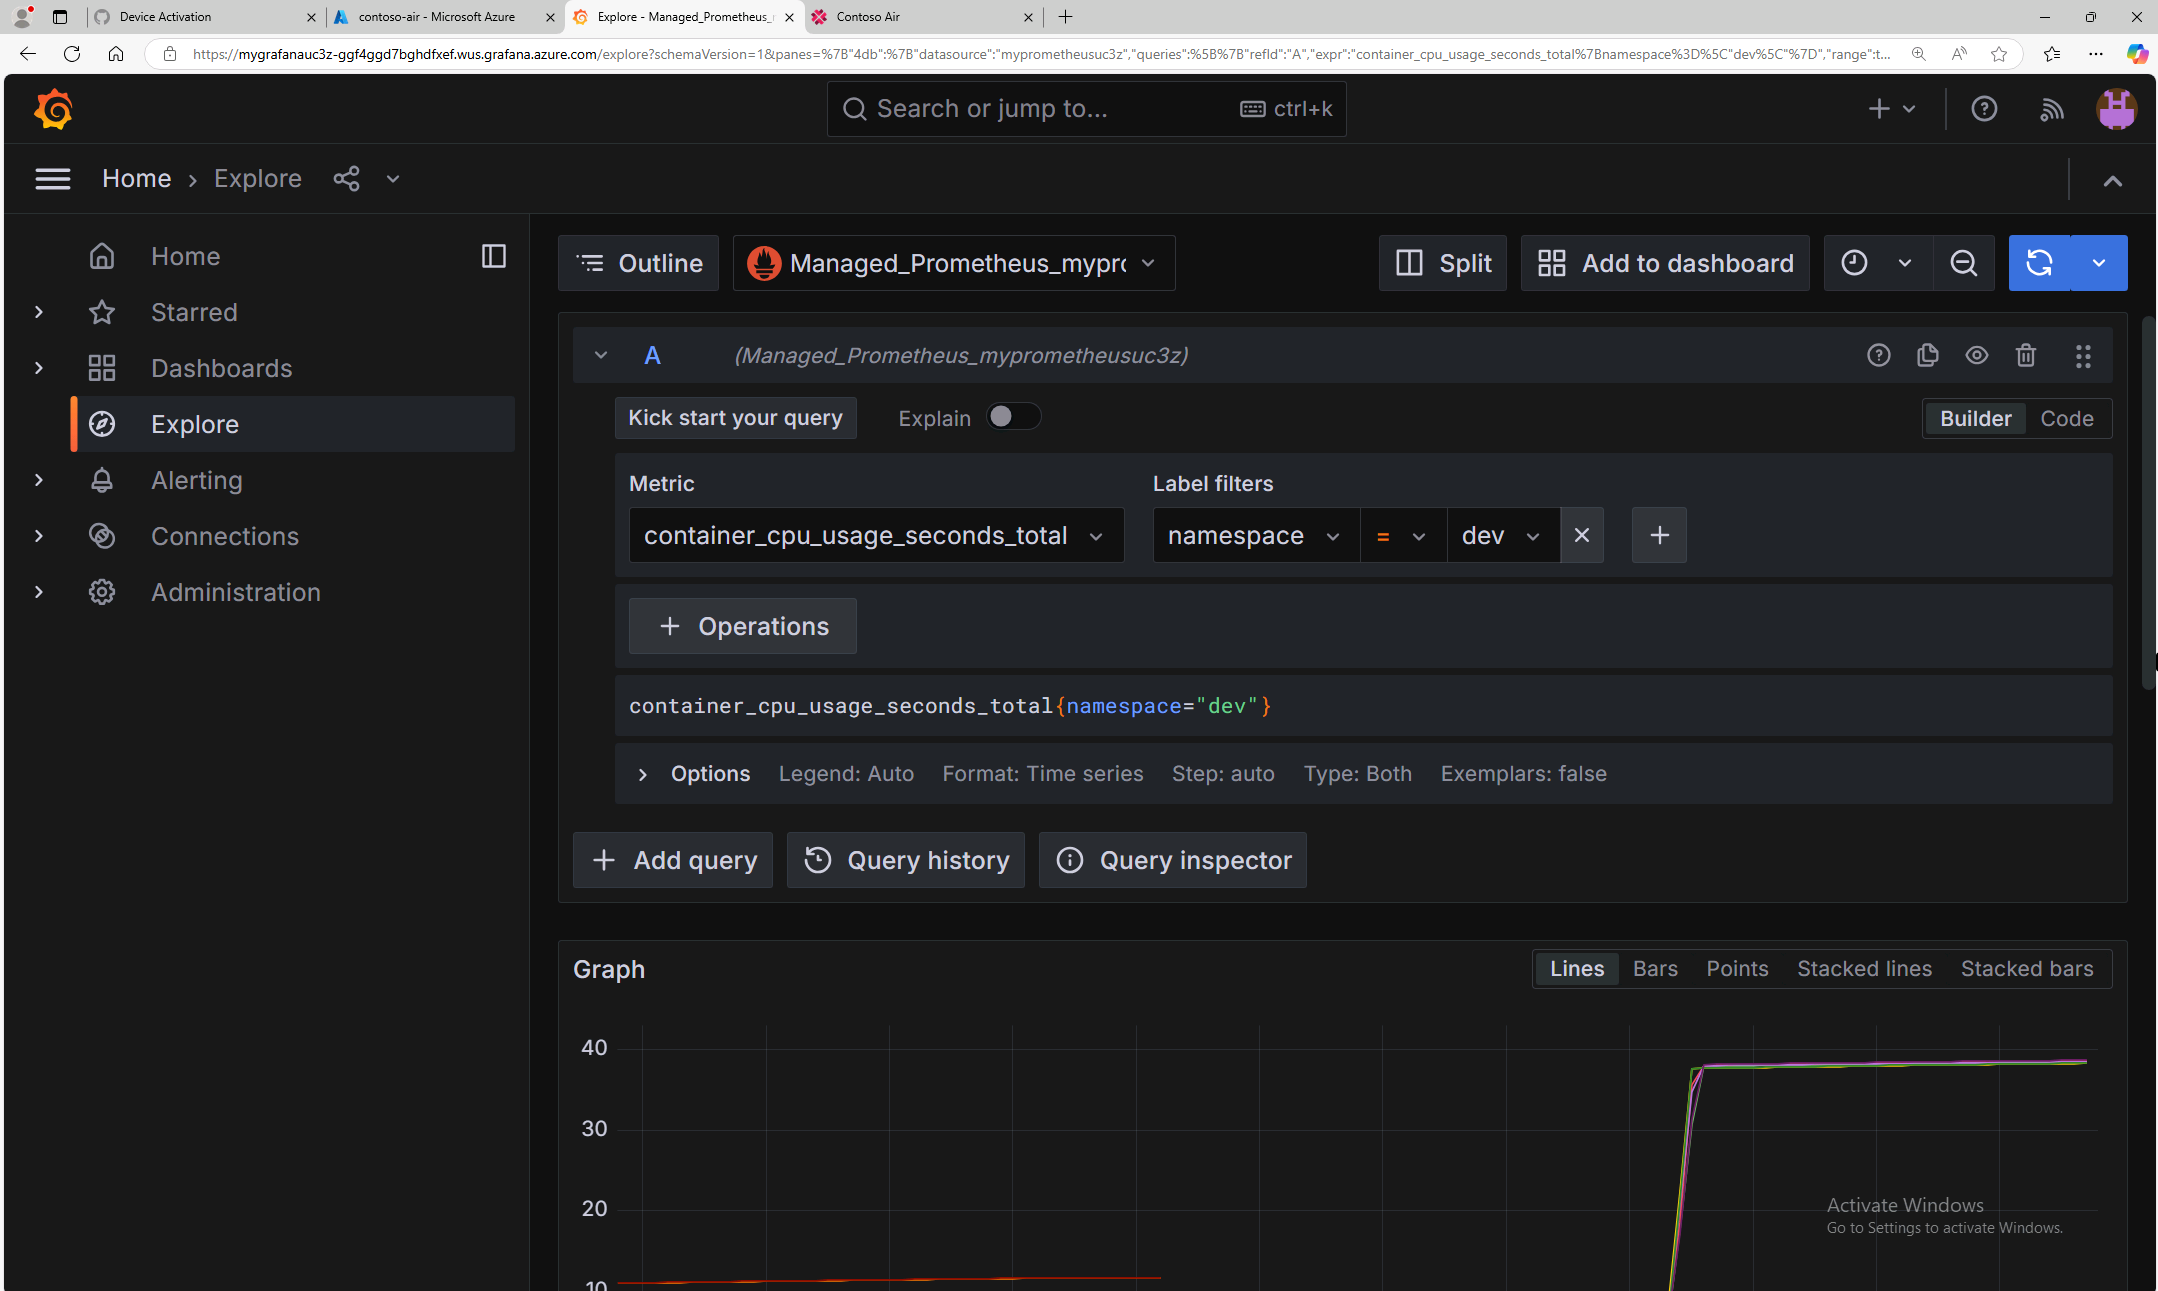 Device Activation
contoso-air - Microsoft Azure
Explore - Managed_Prometheus_
Contoso Air
https://mygrafanauc3z-ggf4ggd7bghdfxef.wus.grafana.azure.com/explore?schemaVersion=1&panes=%7B"4db":%7B"datasource":"myprometheusuc3z","queries":%5B%7B"refId":"A","expr":"container_cpu_usage_seconds_total%7Bnamespace%3D%5C"dev%5C"%7D","range":t...
Search or jump to...
ctrl+k
Home
Explore
Home
Starred
Dashboards
Explore
Alerting
Connections
Administration
Outline
Managed_Prometheus_mypro
Split
Add to dashboard
A
(Managed_Prometheus_myprometheusuc3z)
Kick start your query
Explain
Builder
Code
Metric
Label filters
container_cpu_usage_seconds_total
namespace
=
dev
+ Operations
container_cpu_usage_seconds_total{namespace="dev"}
Options
Legend: Auto
Format: Time series
Step: auto
Type: Both
Exemplars: false
+ Add query
Query history
Query inspector
Graph
Lines
Bars
Points
Stacked lines
Stacked bars
40
30
20
10
Activate Windows
Go to Settings to activate Windows.